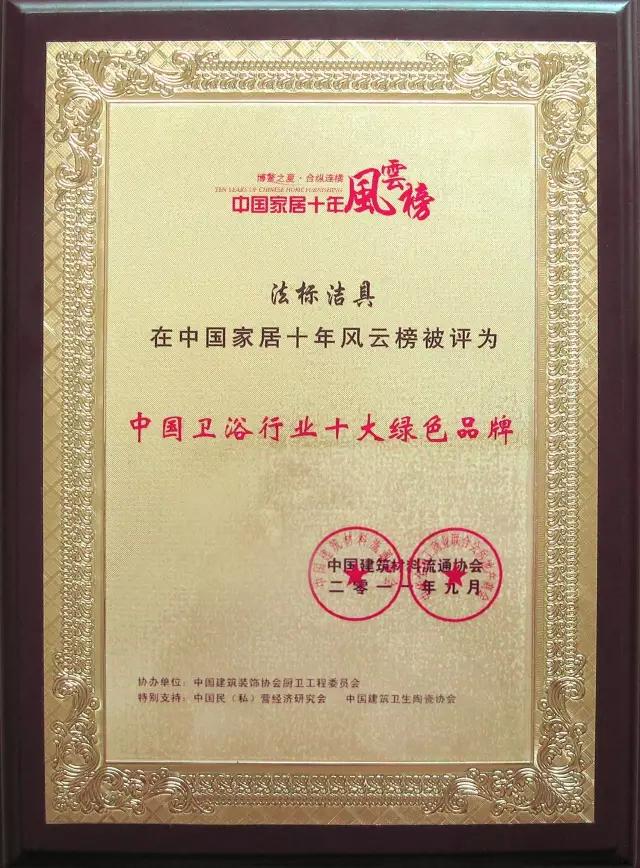 博鳌之夏·合纵连横
TEN YEARS OF CHINESE HOME FURNISHING
中国家居十年風雲榜
法标洁具
在中国家居十年风云榜被评为
中国卫浴行业十大绿色品牌
中国建筑材料流通协会
二零一一年九月
协办单位：中国建筑装饰协会厨卫工程委员会
特别支持：中国民（私）营经济研究会 中国建筑卫生陶瓷协会